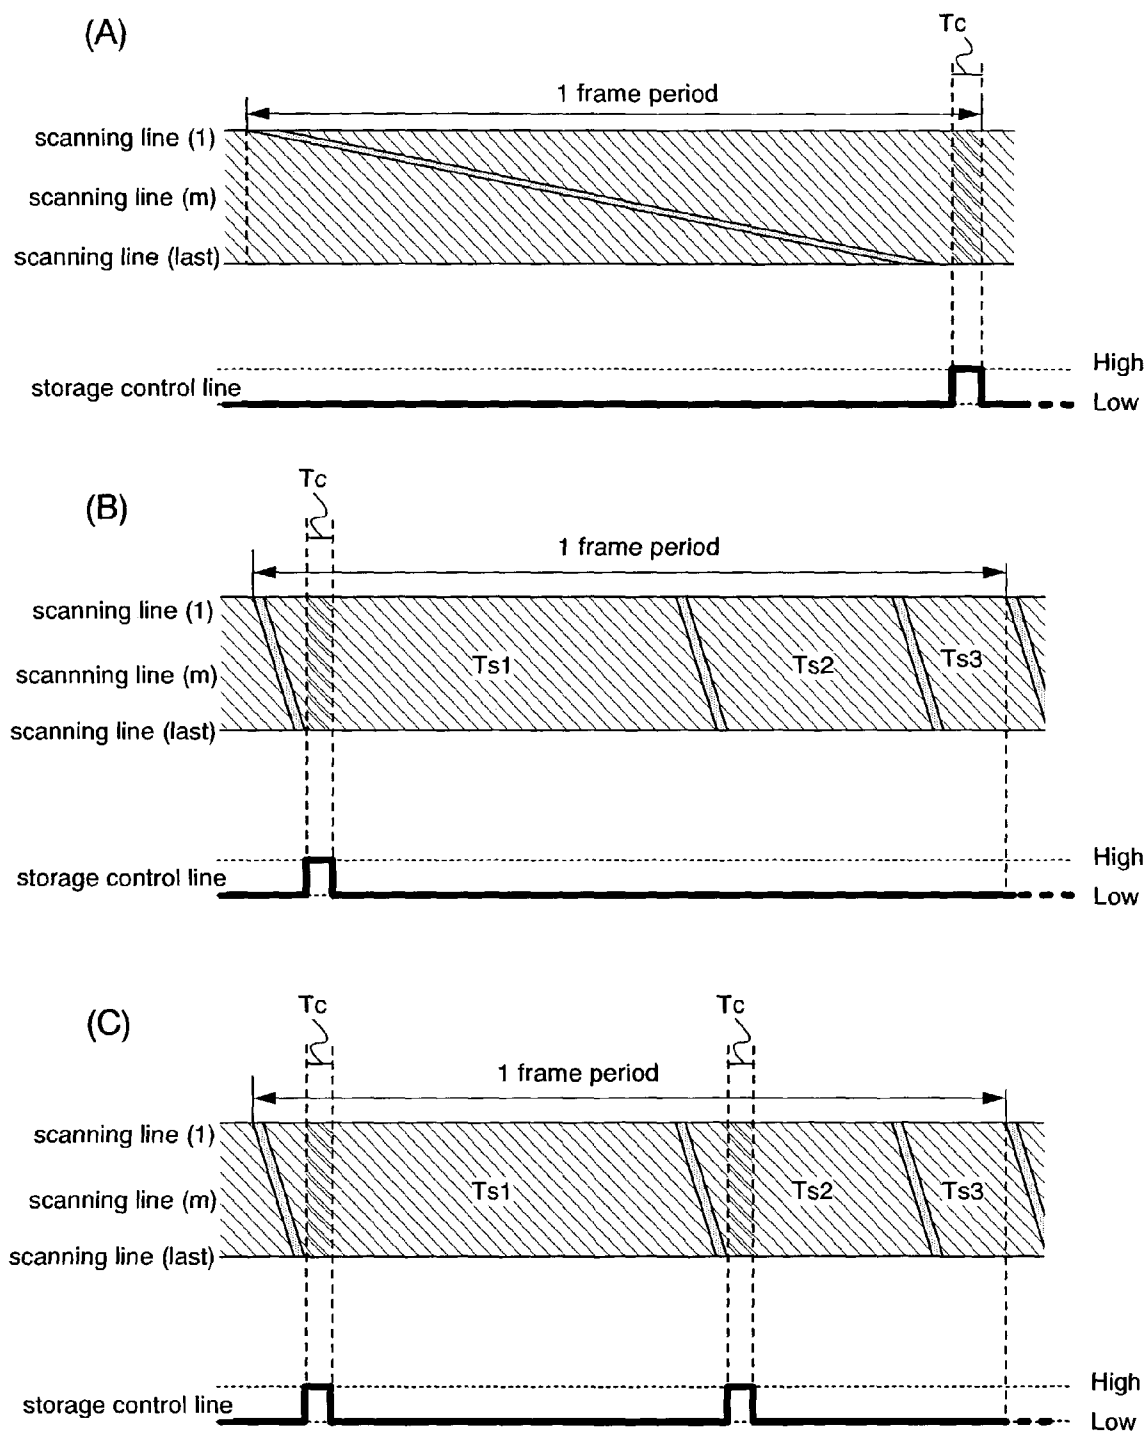 (A)
Tc
1 frame period
scanning line (1)
scanning line (m)
scanning line (last)
storage control line
High
Low
(B)
Tc
1 frame period
scanning line (1)
scannning line (m)
scanning line (last)
Ts1
Ts2
Ts3
storage control line
High
Low
(C)
Tc
Tc
1 frame period
scanning line (1)
scanning line (m)
scanning line (last)
Ts1
Ts2
Ts3
storage control line
High
Low